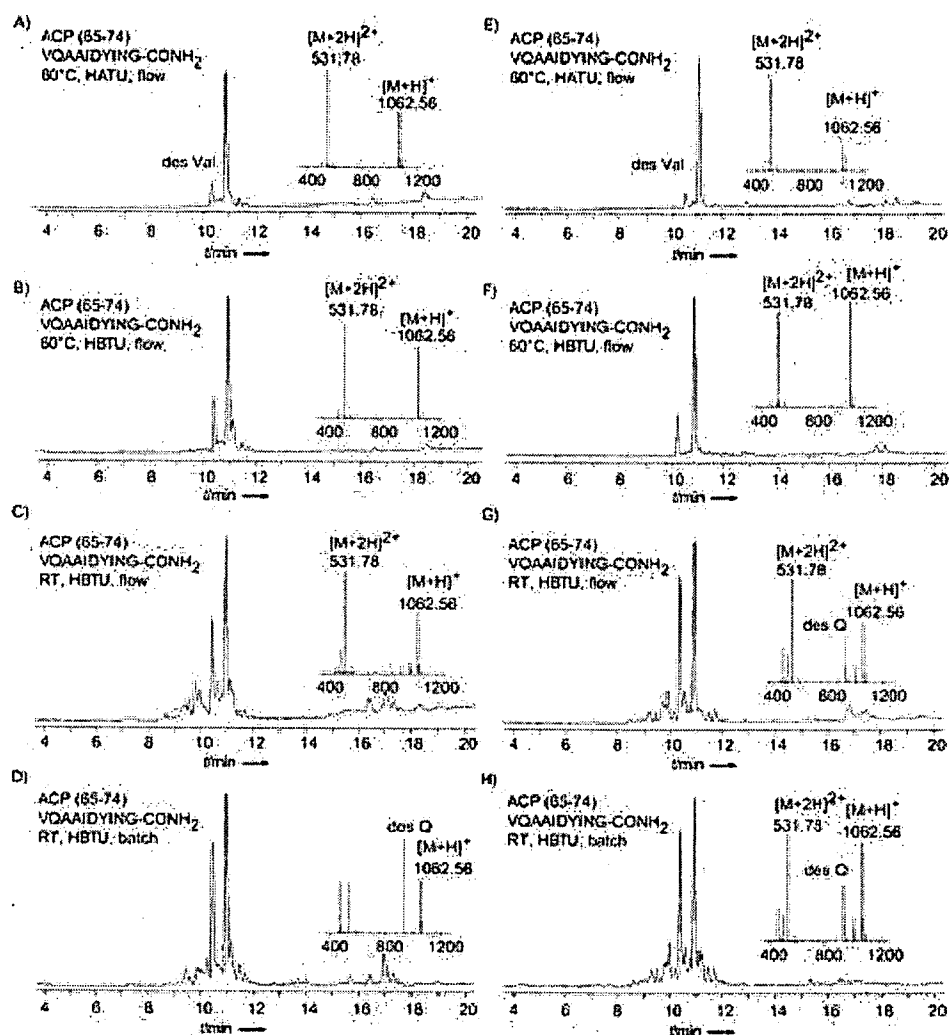 A)
ACP (65-74)
VQAAIDYING-CONH2
60°C, HATU, flow
[M+2H]2+
531.78
[M+H]+
1062.56
des Val
400 800 1200
4 6 8 10 12 14 16 18 20
t/min
B)
ACP (65-74)
VQAAIDYING-CONH2
60°C, HBTU, flow
[M+2H]2+
531.78
[M+H]+
1062.56
400 800 1200
4 6 8 10 12 14 16 18 20
t/min
C)
ACP (65-74)
VQAAIDYING-CONH2
RT, HBTU, flow
[M+2H]2+
531.78
[M+H]+
1062.56
400 800 1200
4 6 8 10 12 14 16 18 20
t/min
D)
ACP (65-74)
VQAAIDYING-CONH2
RT, HBTU, batch
des Q
[M+H]+
1062.56
400 800 1200
4 6 8 10 12 14 16 18 20
t/min
E)
ACP (65-74)
VQAAIDYING-CONH2
60°C, HATU, flow
[M+2H]2+
531.78
[M+H]+
1062.56
des Val
400 800 1200
4 6 8 10 12 14 16 18 20
t/min
F)
ACP (65-74)
VQAAIDYING-CONH2
60°C, HBTU, flow
[M+2H]2+
531.78
[M+H]+
1062.56
400 800 1200
4 6 8 10 12 14 16 18 20
t/min
G)
ACP (65-74)
VQAAIDYING-CONH2
RT, HBTU, flow
[M+2H]2+
531.78
[M+H]+
1062.56
des Q
400 800 1200
4 6 8 10 12 14 16 18 20
t/min
H)
ACP (65-74)
VQAAIDYING-CONH2
RT, HBTU, batch
[M+2H]2+
531.78
[M+H]+
1062.56
des Q
400 800 1200
4 6 8 10 12 14 16 18 20
t/min